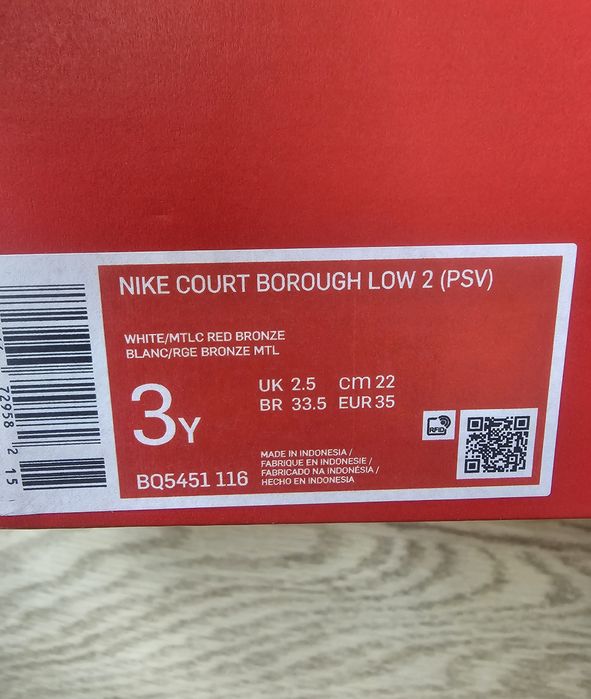 NIKE COURT BOROUGH LOW 2 (PSV)
WHITE/MTLC RED BRONZE
BLANC/RGE BRONZE MTL
3Y
UK 2.5 cm 22
BR 33.5 EUR 35
BQ5451 116
MADE IN INDONESIA /
FABRIQUE EN INDONESIE /
FABRICADO NA INDONÉSIA /
HECHO EN INDONESIA
RFID
72958 2 15